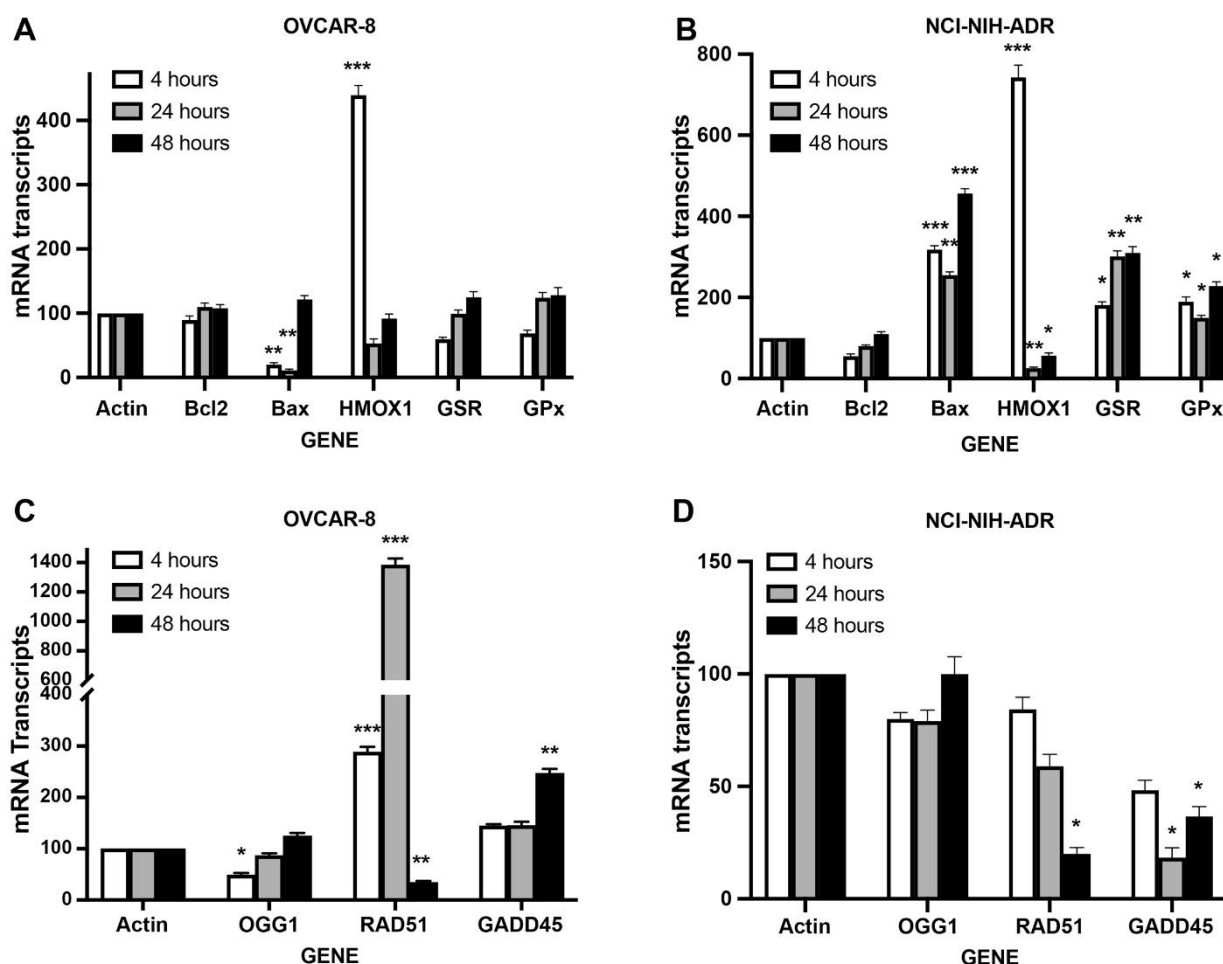 A
OVCAR-8
4 hours
24 hours
48 hours
mRNA transcripts
400
300
200
100
0
***
**
**
Actin
Bcl2
Bax
HMOX1
GSR
GPx
GENE
B
NCI-NIH-ADR
4 hours
24 hours
48 hours
mRNA transcripts
800
600
400
200
0
***
**
***
***
**
*
*
**
**
*
*
*
Actin
Bcl2
Bax
HMOX1
GSR
GPx
GENE
C
OVCAR-8
4 hours
24 hours
48 hours
mRNA Transcripts
1400
1200
1000
800
600
400
300
200
100
0
*
***
***
**
**
Actin
OGG1
RAD51
GADD45
GENE
D
NCI-NIH-ADR
4 hours
24 hours
48 hours
mRNA transcripts
150
100
50
0
*
*
*
Actin
OGG1
RAD51
GADD45
GENE